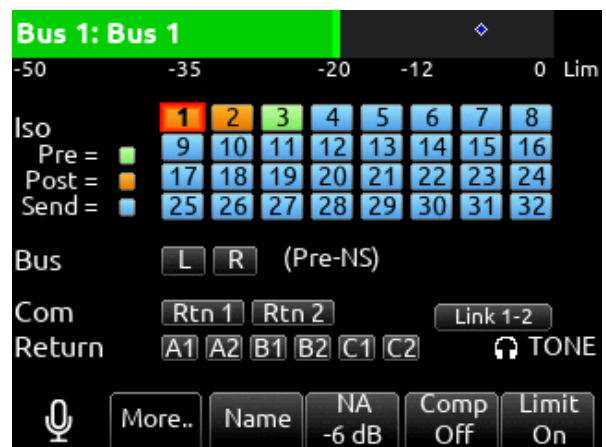 Bus 1: Bus 1
-50 -35 -20 -12 0 Lim
Iso 1 2 3 4 5 6 7 8
Pre = 9 10 11 12 13 14 15 16
Post = 17 18 19 20 21 22 23 24
Send = 25 26 27 28 29 30 31 32
Bus L R (Pre-NS)
Com Rtn 1 Rtn 2 Link 1-2
Return A1 A2 B1 B2 C1 C2 TONE
More.. Name NA -6 dB Comp Off Limit On